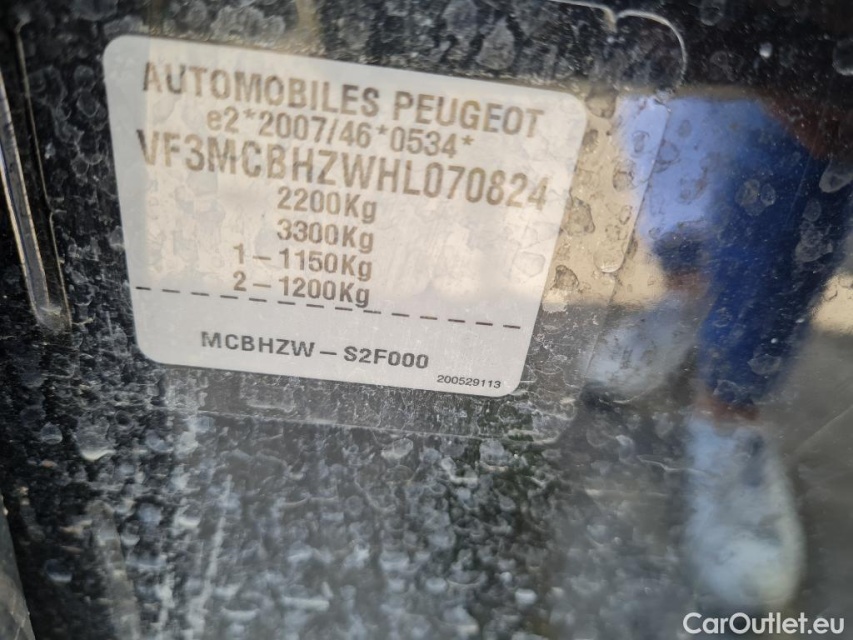 AUTOMOBILES PEUGEOT
e2*2007/46*0534*
VF3MCBHZWHL070824
2200Kg
3300Kg
1-1150Kg
2-1200Kg
MCBHZW-S2F000
200529113
CarOutlet.eu